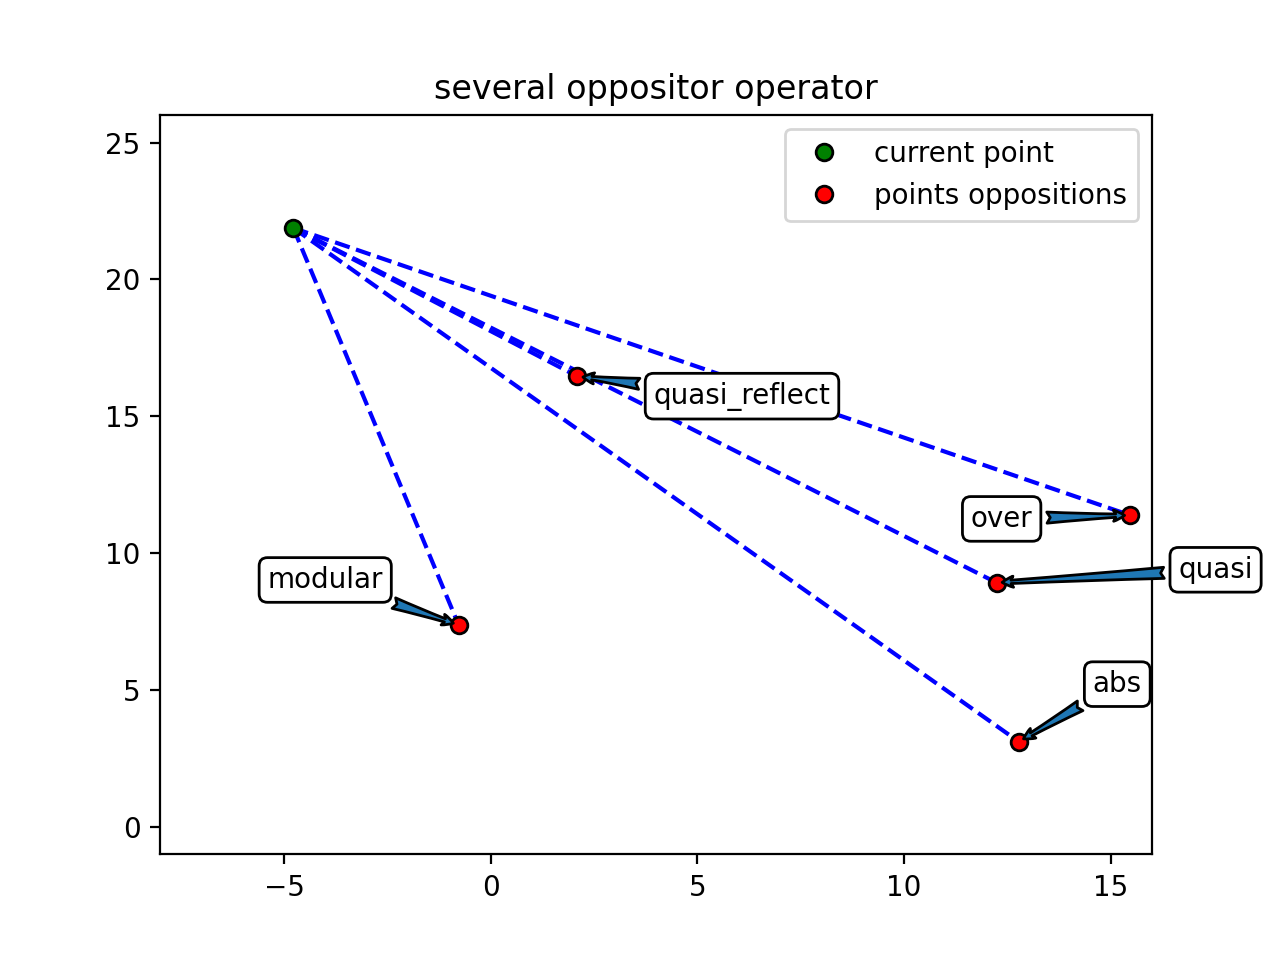 several oppositor operator
25
20
15
10
5
0
current point
points oppositions
quasi_reflect
over
quasi
modular
abs
−5
0
5
10
15